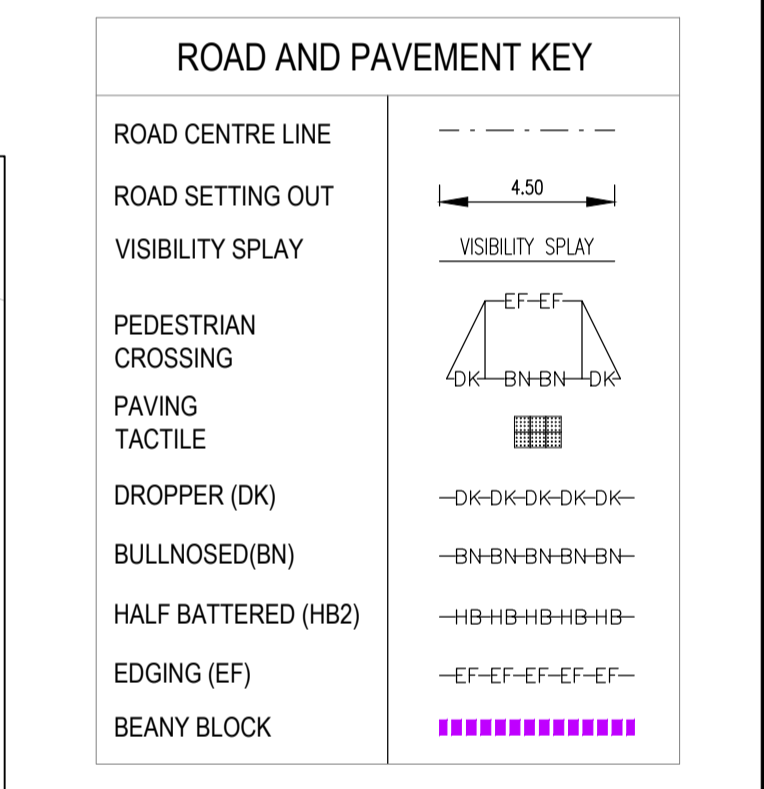 ROAD AND PAVEMENT KEY
ROAD CENTRE LINE
ROAD SETTING OUT
4.50
VISIBILITY SPLAY
VISIBILITY SPLAY
PEDESTRIAN
CROSSING
EF EF
DK BN BN DK
PAVING
TACTILE
DROPPER (DK)
DK DK DK DK DK
BULLNOSED(BN)
BN BN BN BN BN
HALF BATTERED (HB2)
HB HB HB HB HB
EDGING (EF)
EF EF EF EF EF
BEANY BLOCK